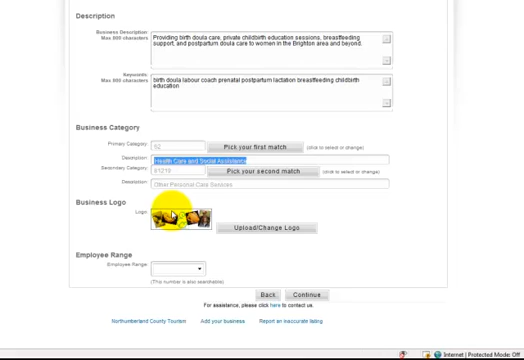 Description
Business Description:
Max 800 characters
Providing birth doula care, private childbirth education sessions, breastfeeding
support, and postpartum doula care to women in the Brighton area and beyond.
Keywords:
Max 800 characters
birth doula labour coach prenatal postpartum lactation breastfeeding childbirth
education
Business Category
Primary Category: 62 Pick your first match (click to select or change)
Description: Health Care and Social Assistance
Secondary Category: 81219 Pick your second match (click to select or change)
Description: Other Personal Care Services
Business Logo
Logo:
Upload/Change Logo
Employee Range
Employee Range:
(This number is also searchable)
Back Continue
For assistance, please click here to contact us.
Northumberland County Tourism Add your business Report an inaccurate listing
Internet | Protected Mode: Off